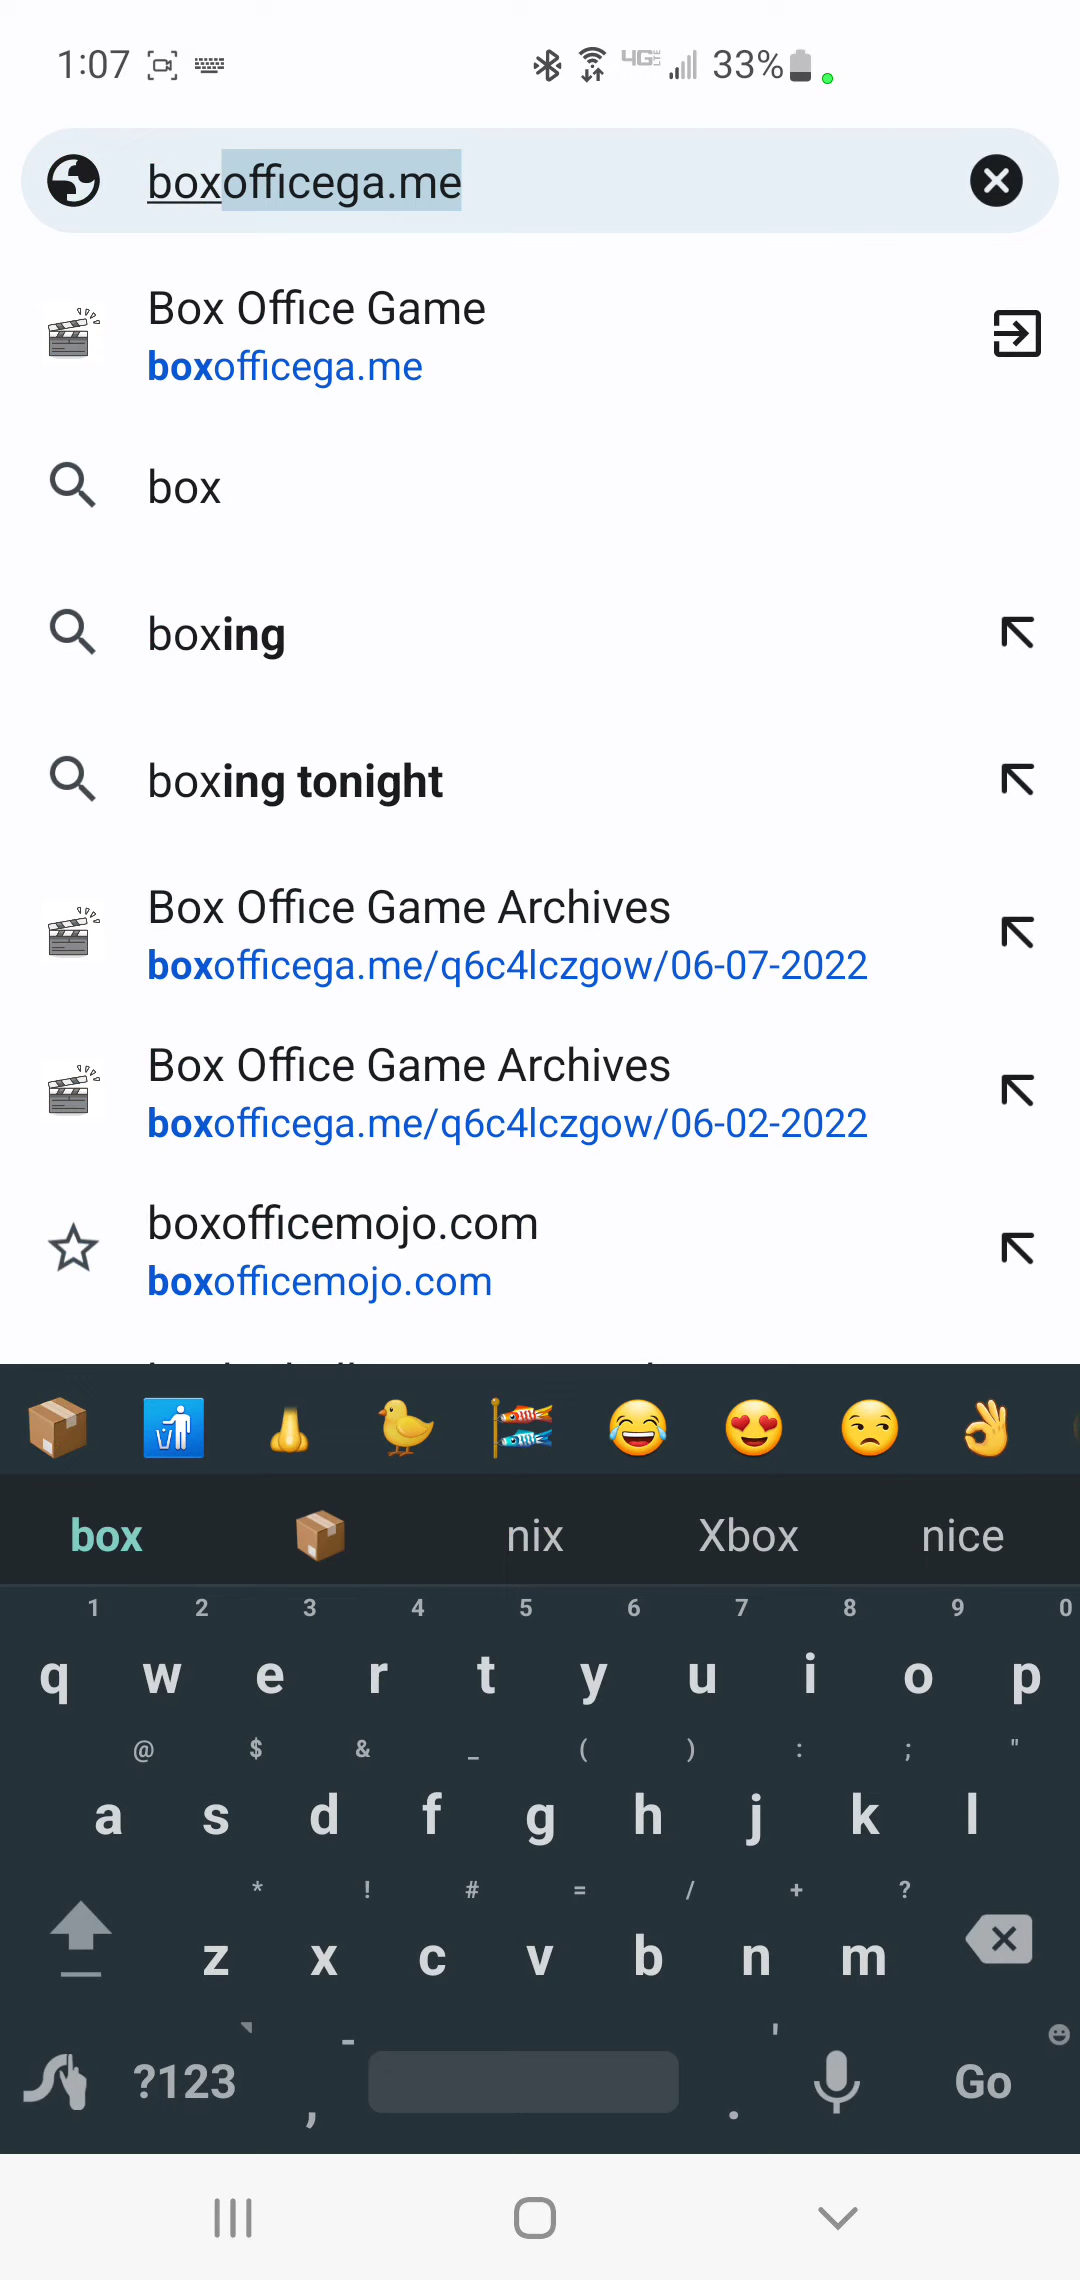 1:07
4G LTE 33%
boxofficega.me
Box Office Game
boxofficega.me
box
boxing
boxing tonight
Box Office Game Archives
boxofficega.me/q6c4lczgow/06-07-2022
Box Office Game Archives
boxofficega.me/q6c4lczgow/06-02-2022
boxofficemojo.com
boxofficemojo.com
box nix Xbox nice
1 2 3 4 5 6 7 8 9 0
q w e r t y u i o p
@ $ & _ ( ) : ; "
a s d f g h j k l
* ! # = / + ?
z x c v b n m
- '
?123 , . Go